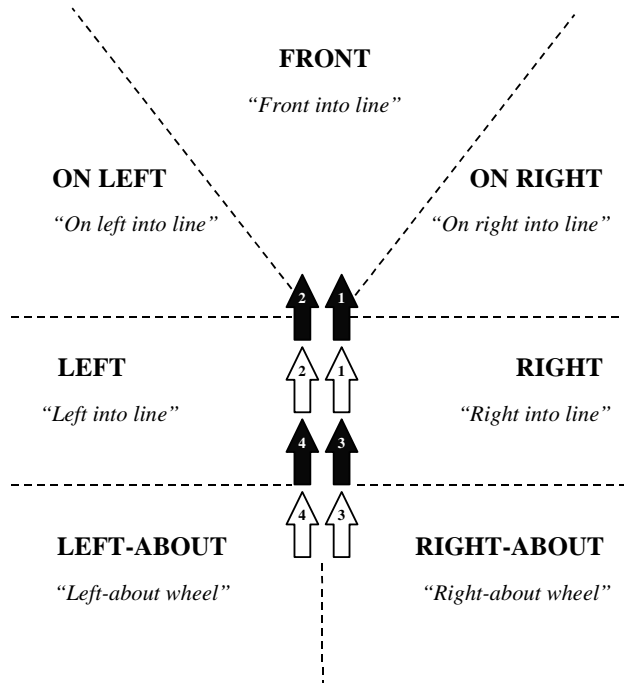 FRONT
“Front into line”
ON LEFT
ON RIGHT
“On left into line”
“On right into line”
2 1
2 1
LEFT
RIGHT
“Left into line”
“Right into line”
4 3
4 3
LEFT-ABOUT
RIGHT-ABOUT
“Left-about wheel”
“Right-about wheel”